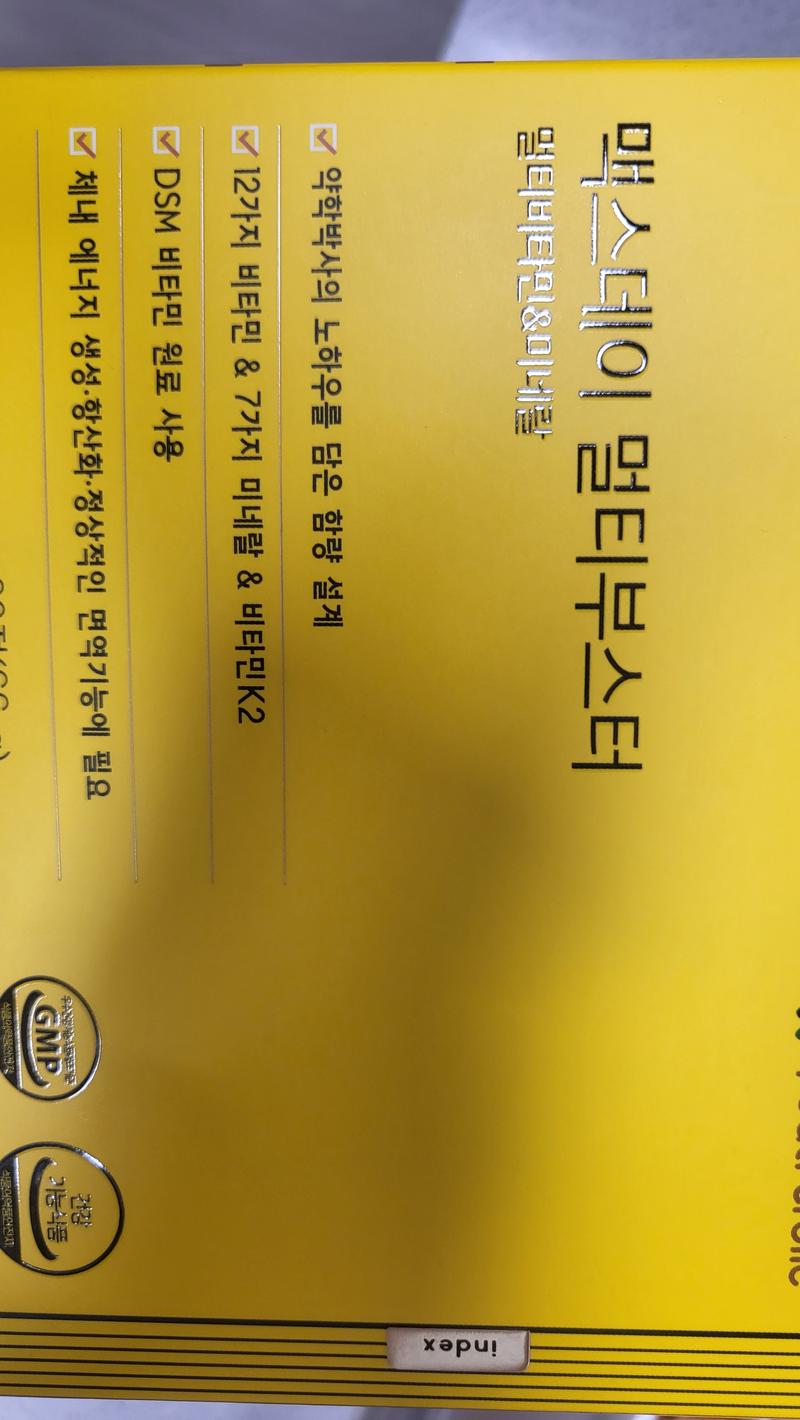 맥스데이 멀티부스터
멀티비타민&미네랄
약학박사의 노하우를 담은 함량 설계
12가지 비타민 & 7가지 미네랄 & 비타민K2
DSM 비타민 원료 사용
체내 에너지 생성·항산화·정상적인 면역기능에 필요
GMP
건강
기능식품
index